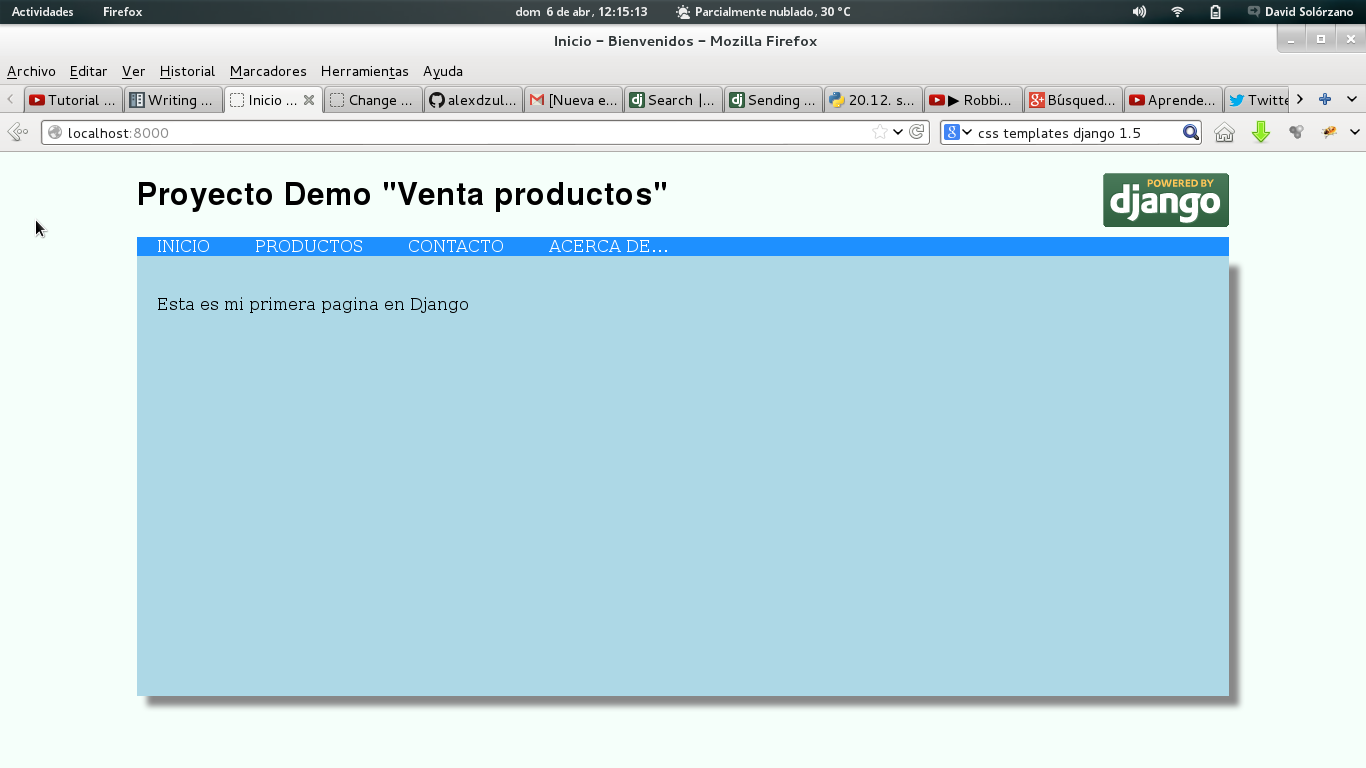 Actividades Firefox dom 6 de abr, 12:15:13 Parcialmente nublado, 30 °C David Solórzano
Inicio - Bienvenidos - Mozilla Firefox
Archivo Editar Ver Historial Marcadores Herramientas Ayuda
Tutorial ... Writing ... Inicio ... Change ... alexdzul... [Nueva e... Search |... Sending ... 20.12. s... ▶ Robbi... Búsqued... Aprende... Twitte
localhost:8000 css templates django 1.5
Proyecto Demo "Venta productos"
POWERED BY
django
INICIO PRODUCTOS CONTACTO ACERCA DE...
Esta es mi primera pagina en Django